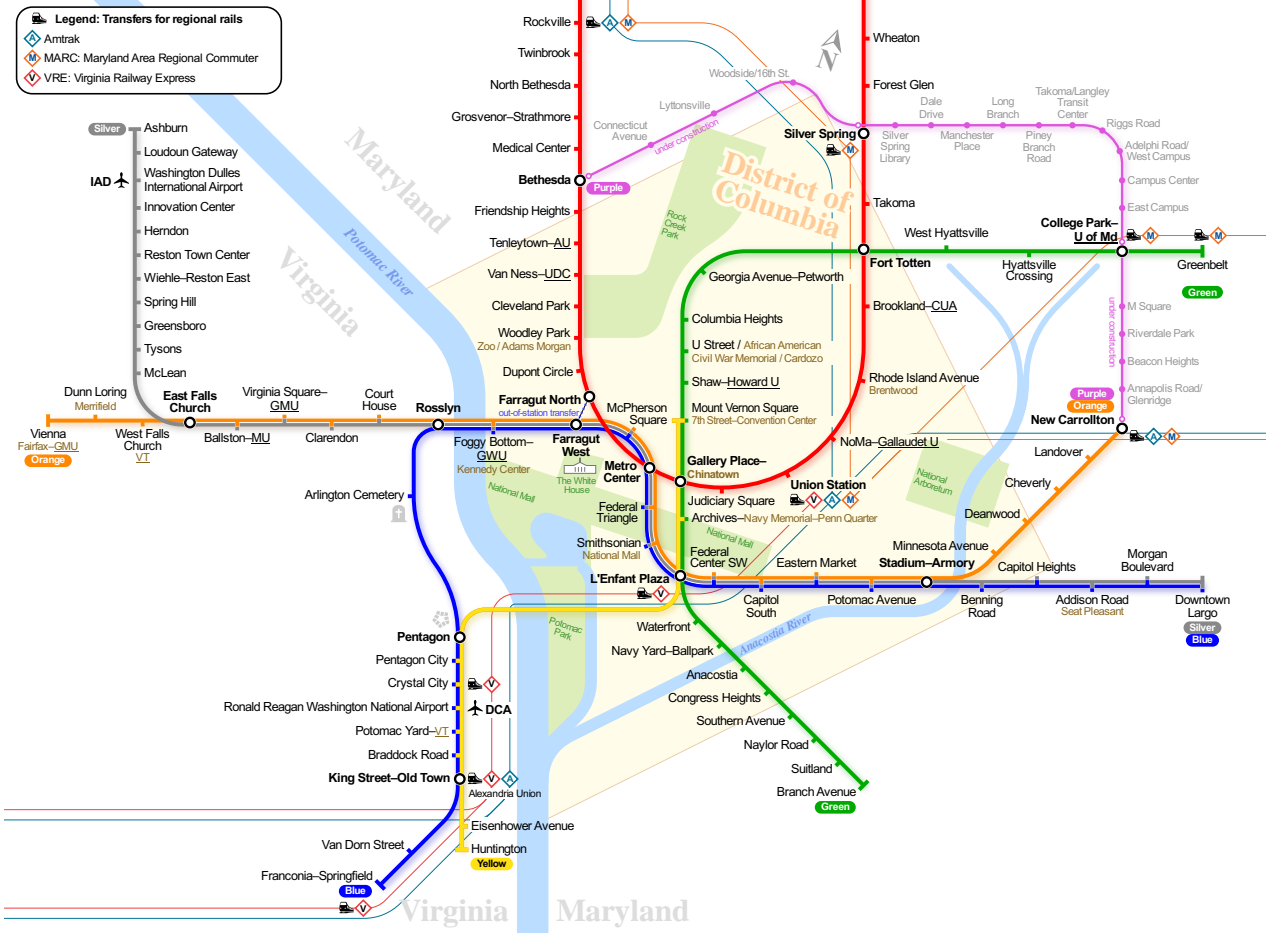 Legend: Transfers for regional rails
A Amtrak
M MARC: Maryland Area Regional Commuter
V VRE: Virginia Railway Express
Silver
Ashburn
Loudoun Gateway
IAD
Washington Dulles
International Airport
Innovation Center
Herndon
Reston Town Center
Wiehle–Reston East
Spring Hill
Greensboro
Tysons
McLean
Maryland
Virginia
Potomac River
Rockville
A M
Twinbrook
North Bethesda
Grosvenor–Strathmore
Medical Center
Bethesda
Purple
Friendship Heights
Tenleytown–AU
Van Ness–UDC
Cleveland Park
Woodley Park
Zoo / Adams Morgan
Dupont Circle
Farragut North
out-of-station transfer
Connecticut
Avenue
Lyttonsville
under construction
Woodside/16th St.
N
Wheaton
Forest Glen
Silver Spring
M
Silver
Spring
Library
Dale
Drive
Manchester
Place
Long
Branch
Piney
Branch
Road
Takoma/Langley
Transit
Center
Riggs Road
Adelphi Road/
West Campus
Campus Center
East Campus
College Park–
U of Md
M
M
District of
Columbia
Rock
Creek
Park
Takoma
West Hyattsville
Fort Totten
Hyattsville
Crossing
Greenbelt
Green
Georgia Avenue–Petworth
Columbia Heights
U Street / African American
Civil War Memorial / Cardozo
Shaw–Howard U
Mount Vernon Square
7th Street–Convention Center
Brookland–CUA
Rhode Island Avenue
Brentwood
NoMa–Gallaudet U
under construction
M Square
Riverdale Park
Beacon Heights
Annapolis Road/
Glenridge
Purple
Orange
New Carrollton
A M
Landover
Cheverly
Deanwood
Minnesota Avenue
National
Arboretum
Vienna
Fairfax–GMU
Orange
Dunn Loring
Merrifield
West Falls
Church
VT
East Falls
Church
Ballston–MU
Virginia Square–
GMU
Clarendon
Court
House
Rosslyn
Foggy Bottom–
GWU
Kennedy Center
Farragut
West
The White
House
McPherson
Square
Metro
Center
Gallery Place–
Chinatown
Judiciary Square
Union Station
V A M
Federal
Triangle
Archives–Navy Memorial–Penn Quarter
Smithsonian
National Mall
National Mall
National Mall
Federal
Center SW
L'Enfant Plaza
V
Capitol
South
Eastern Market
Potomac Avenue
Stadium–Armory
Benning
Road
Capitol Heights
Addison Road
Seat Pleasant
Morgan
Boulevard
Downtown
Largo
Silver
Blue
Arlington Cemetery
Pentagon
Pentagon City
Crystal City
V
Ronald Reagan Washington National Airport
DCA
Potomac Yard–VT
Braddock Road
King Street–Old Town
V A
Alexandria Union
Eisenhower Avenue
Huntington
Yellow
Van Dorn Street
Franconia–Springfield
Blue
V
Potomac
Park
Anacostia River
Waterfront
Navy Yard–Ballpark
Anacostia
Congress Heights
Southern Avenue
Naylor Road
Suitland
Branch Avenue
Green
Virginia
Maryland